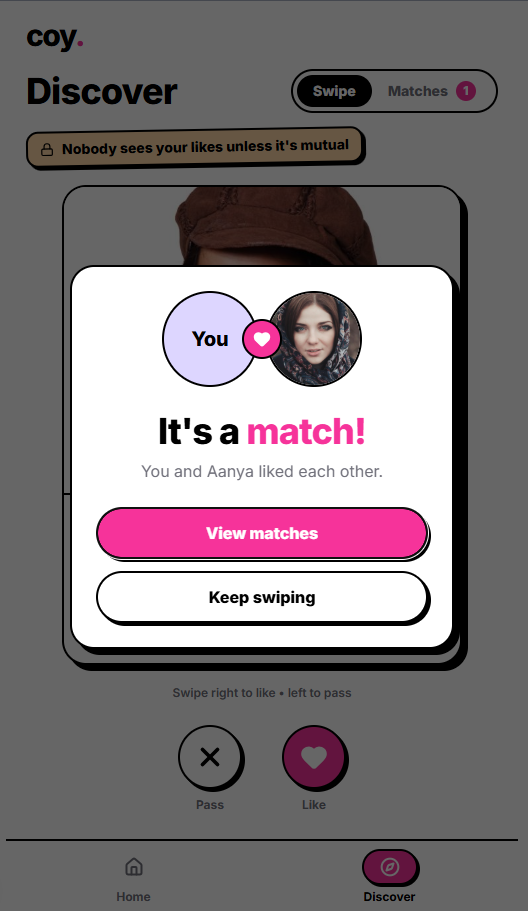 coy.
Discover
Swipe
Matches 1
Nobody sees your likes unless it's mutual
You
It's a match!
You and Aanya liked each other.
View matches
Keep swiping
Swipe right to like • left to pass
Pass
Like
Home
Discover